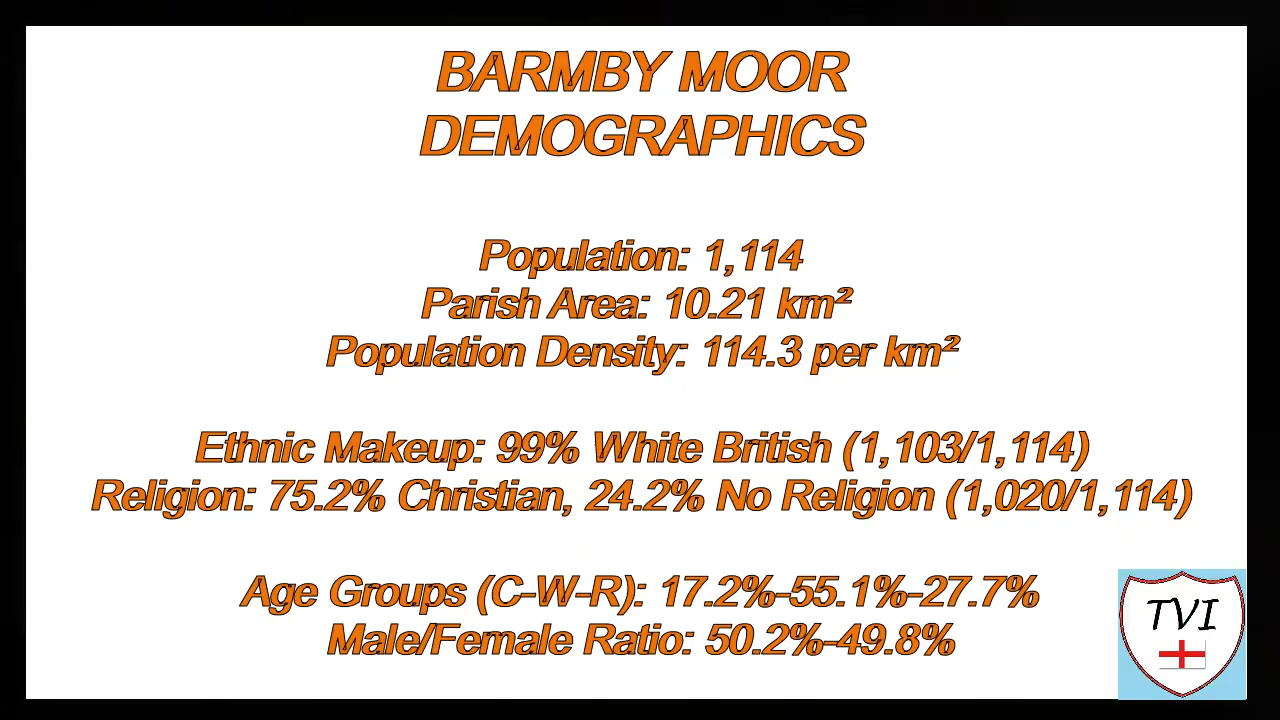 BARMBY MOOR
DEMOGRAPHICS
Population: 1,114
Parish Area: 10.21 km²
Population Density: 114.3 per km²
Ethnic Makeup: 99% White British (1,103/1,114)
Religion: 75.2% Christian, 24.2% No Religion (1,020/1,114)
Age Groups (C-W-R): 17.2%-55.1%-27.7%
Male/Female Ratio: 50.2%-49.8%
TVI